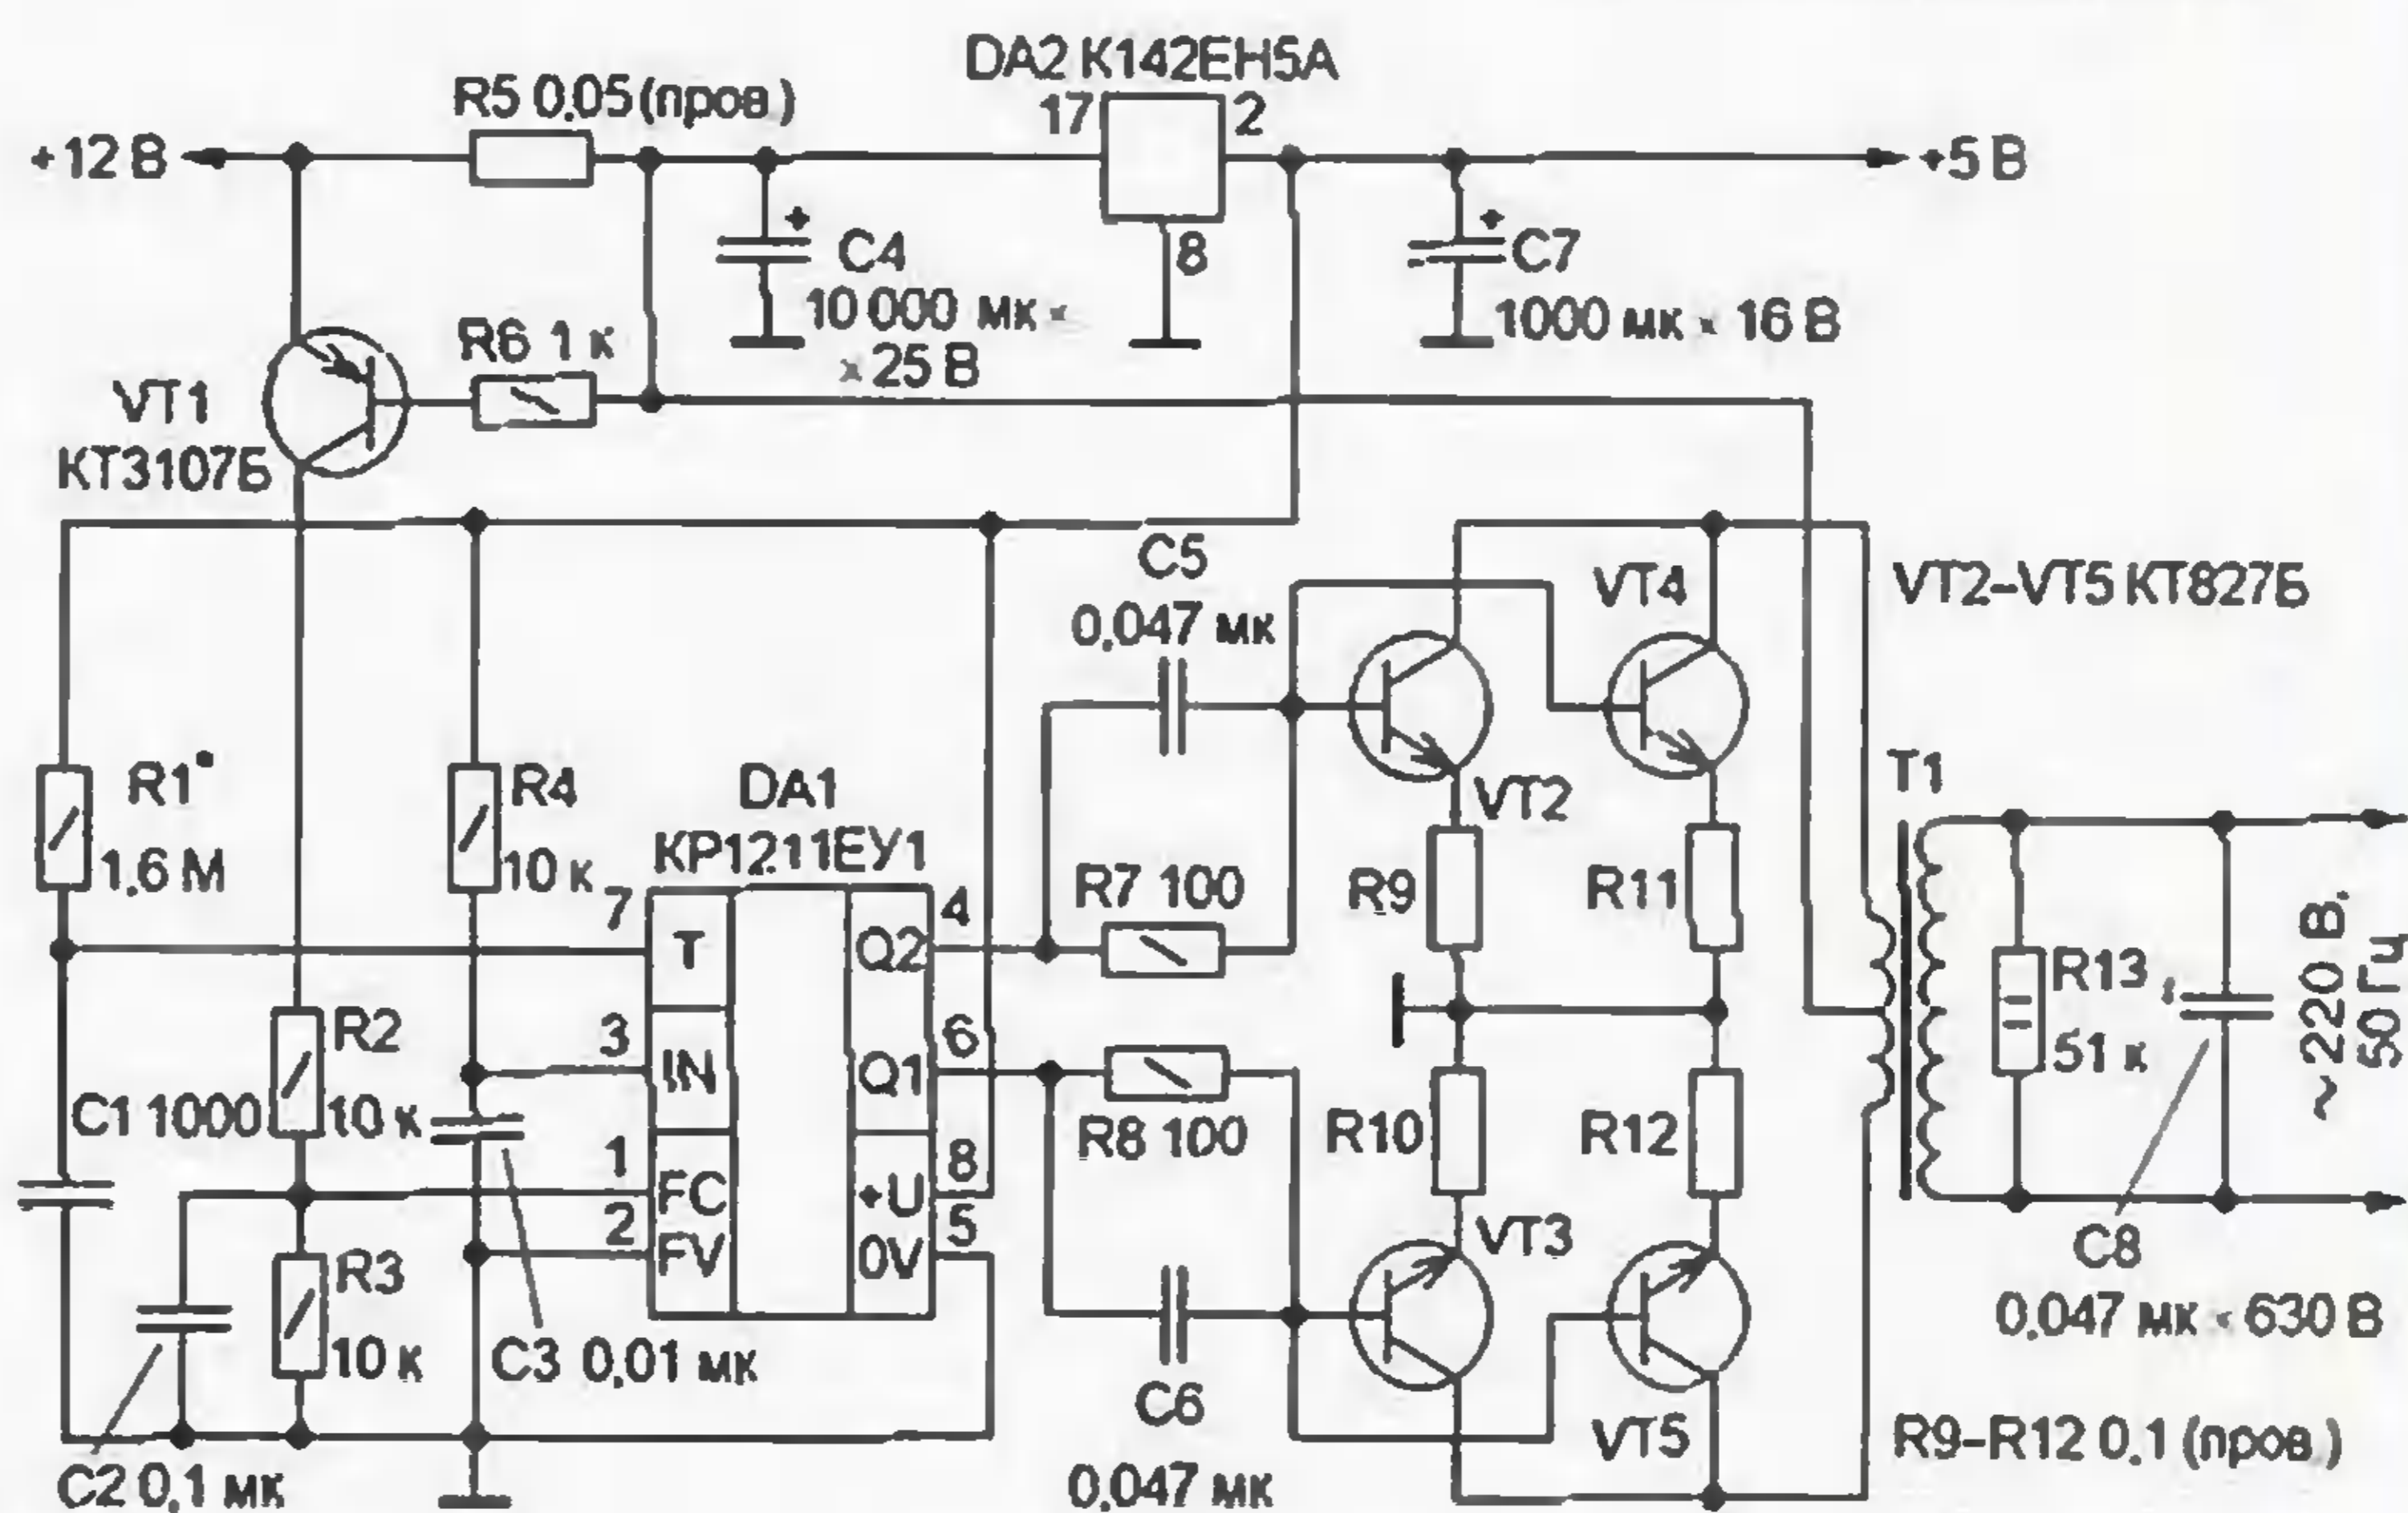 DA2 К142ЕН5А
R5 0,05 (пров.)
17
2
+12 В
+5 В
8
+
C4
10 000 мк ×
× 25 В
+
C7
1000 мк × 16 В
R6 1 к
VT1
КТ3107Б
C5
0,047 мк
VT4
VT2–VT5 КТ827Б
R1*
1,6 М
R4
10 к
DA1
КР1211ЕУ1
VT2
T1
7
T
Q2
4
R7 100
R9
R11
R13
51 к
~220 В,
50 Гц
R2
10 к
3
IN
Q1
6
C1 1000
R8 100
R10
R12
1
FC
+U
8
2
FV
0V
5
VT3
C8
0,047 мк × 630 В
R3
10 к
C3 0,01 мк
C6
0,047 мк
VT5
R9–R12 0,1 (пров.)
C2 0,1 мк